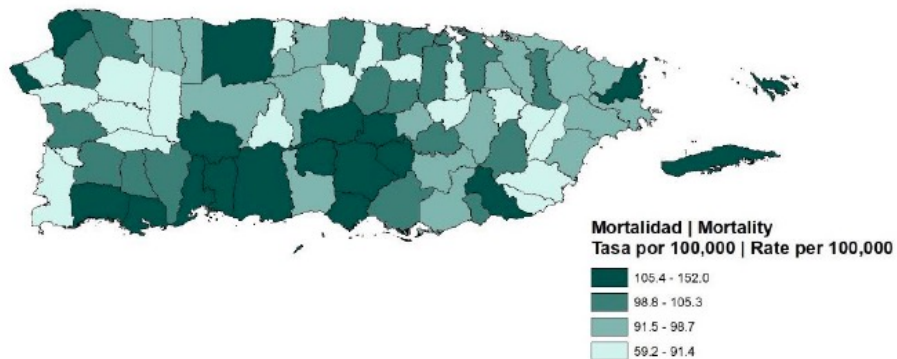 Mortalidad | Mortality
Tasa por 100,000 | Rate per 100,000
105.4 - 152.0
98.8 - 105.3
91.5 - 98.7
59.2 - 91.4